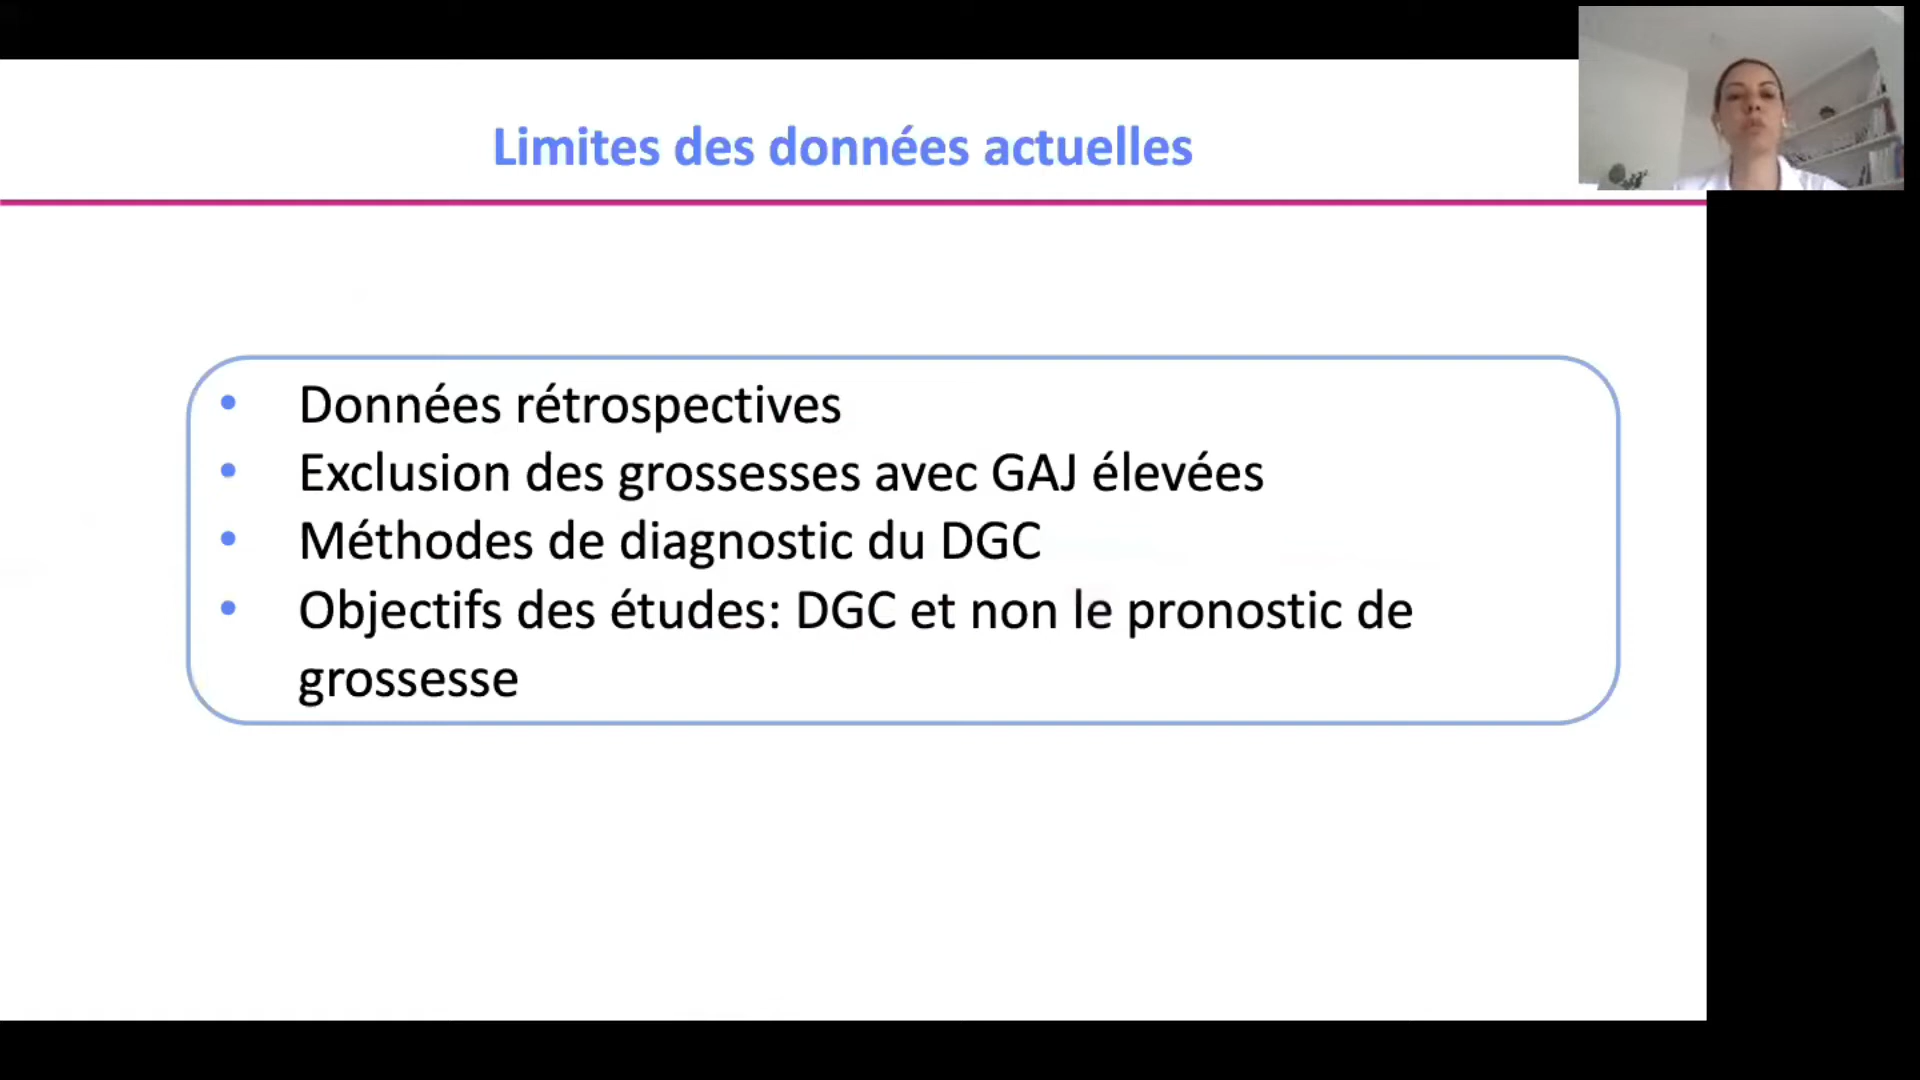 Limites des données actuelles
• Données rétrospectives
• Exclusion des grossesses avec GAJ élevées
• Méthodes de diagnostic du DGC
• Objectifs des études: DGC et non le pronostic de
grossesse